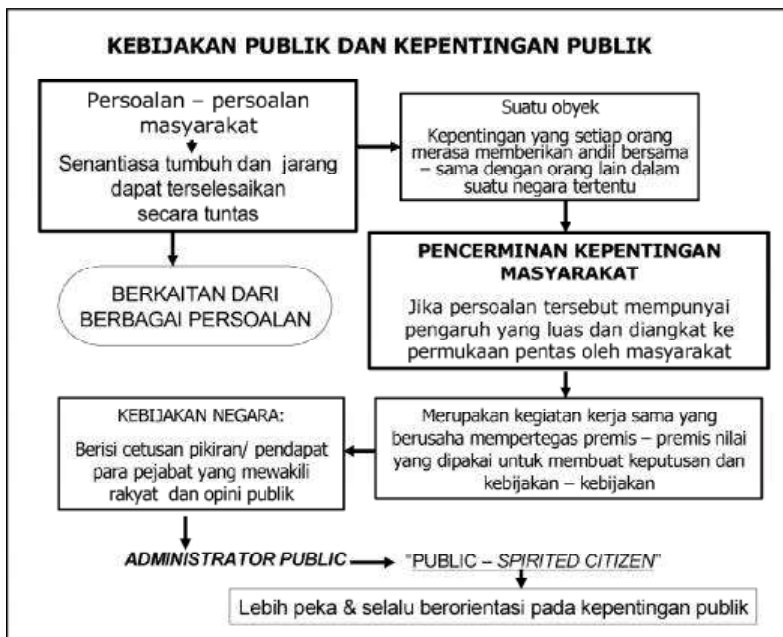 KEBIJAKAN PUBLIK DAN KEPENTINGAN PUBLIK
Persoalan – persoalan
masyarakat
Senantiasa tumbuh dan jarang
dapat terselesaikan
secara tuntas
Suatu obyek
Kepentingan yang setiap orang
merasa memberikan andil bersama
– sama dengan orang lain dalam
suatu negara tertentu
BERKAITAN DARI
BERBAGAI PERSOALAN
PENCERMINAN KEPENTINGAN
MASYARAKAT
Jika persoalan tersebut mempunyai
pengaruh yang luas dan diangkat ke
permukaan pentas oleh masyarakat
KEBIJAKAN NEGARA:
Berisi cetusan pikiran/ pendapat
para pejabat yang mewakili
rakyat dan opini publik
Merupakan kegiatan kerja sama yang
berusaha mempertegas premis – premis nilai
yang dipakai untuk membuat keputusan dan
kebijakan – kebijakan
ADMINISTRATOR PUBLIC
"PUBLIC – SPIRITED CITIZEN"
Lebih peka & selalu berorientasi pada kepentingan publik